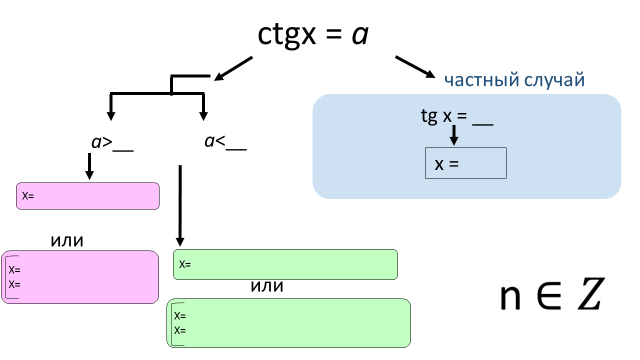 ctgx = a
частный случай
tg x = __
x =
a>__
a<__
X=
или
X=
X=
X=
или
X=
X=
n ∈ Z